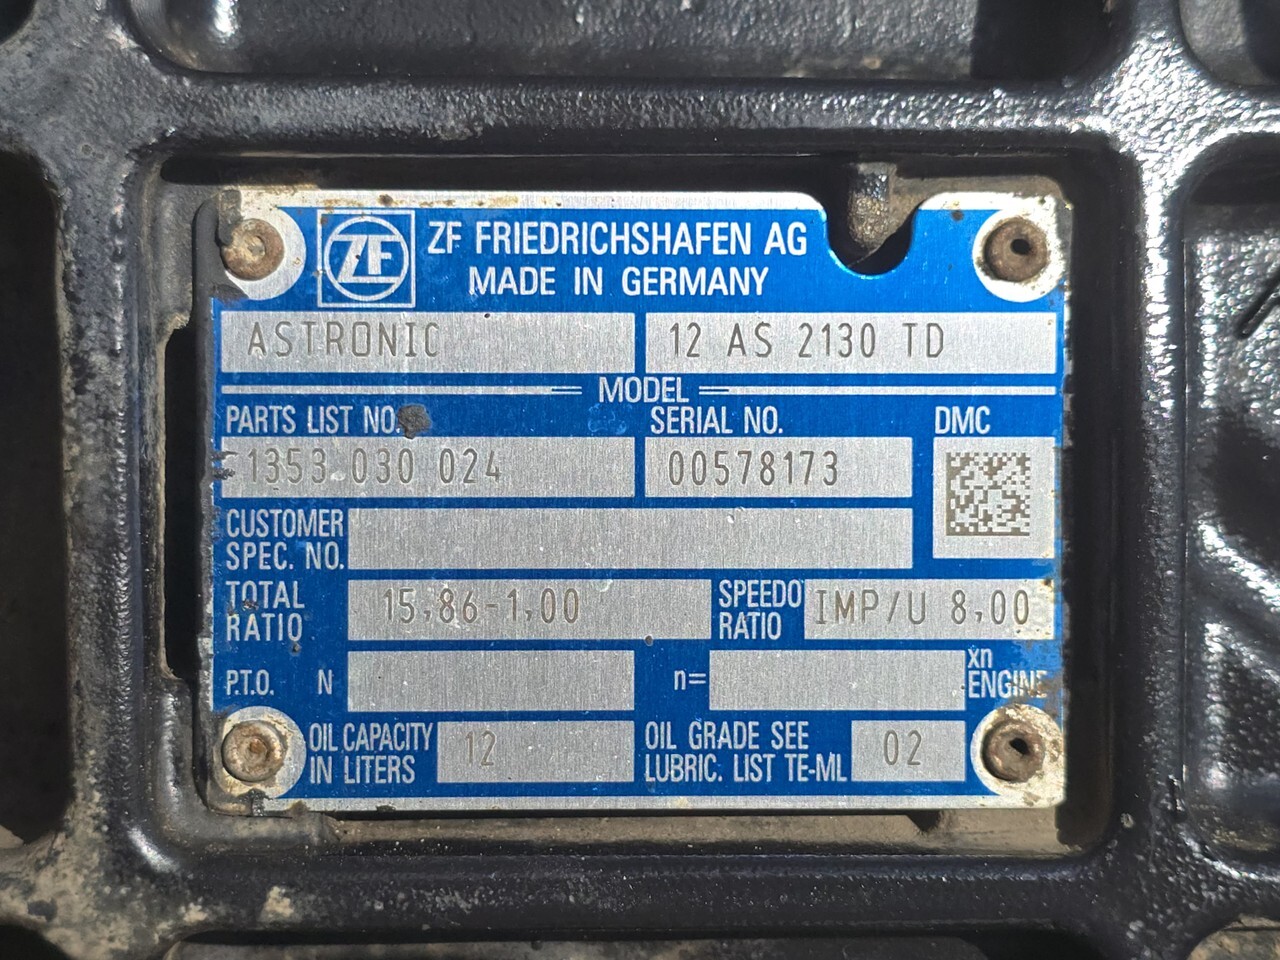 ZF FRIEDRICHSHAFEN AG
MADE IN GERMANY
ASTRONIC 12 AS 2130 TD
MODEL
PARTS LIST NO. SERIAL NO. DMC
1353 030 024 00578173
CUSTOMER
SPEC. NO.
TOTAL
RATIO 15,86-1,00 SPEEDO
RATIO IMP/U 8,00
P.T.O. N n= xn
ENGINE
OIL CAPACITY
IN LITERS 12 OIL GRADE SEE
LUBRIC. LIST TE-ML 02